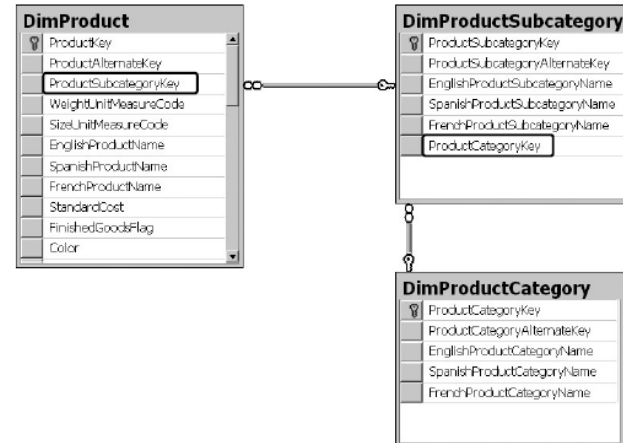 DimProduct
ProductKey
ProductAlternateKey
ProductSubcategoryKey
WeightUnitMeasureCode
SizeUnitMeasureCode
EnglishProductName
SpanishProductName
FrenchProductName
StandardCost
FinishedGoodsFlag
Color
DimProductSubcategory
ProductSubcategoryKey
ProductSubcategoryAlternateKey
EnglishProductSubcategoryName
SpanishProductSubcategoryName
FrenchProductSubcategoryName
ProductCategoryKey
DimProductCategory
ProductCategoryKey
ProductCategoryAlternateKey
EnglishProductCategoryName
SpanishProductCategoryName
FrenchProductCategoryName